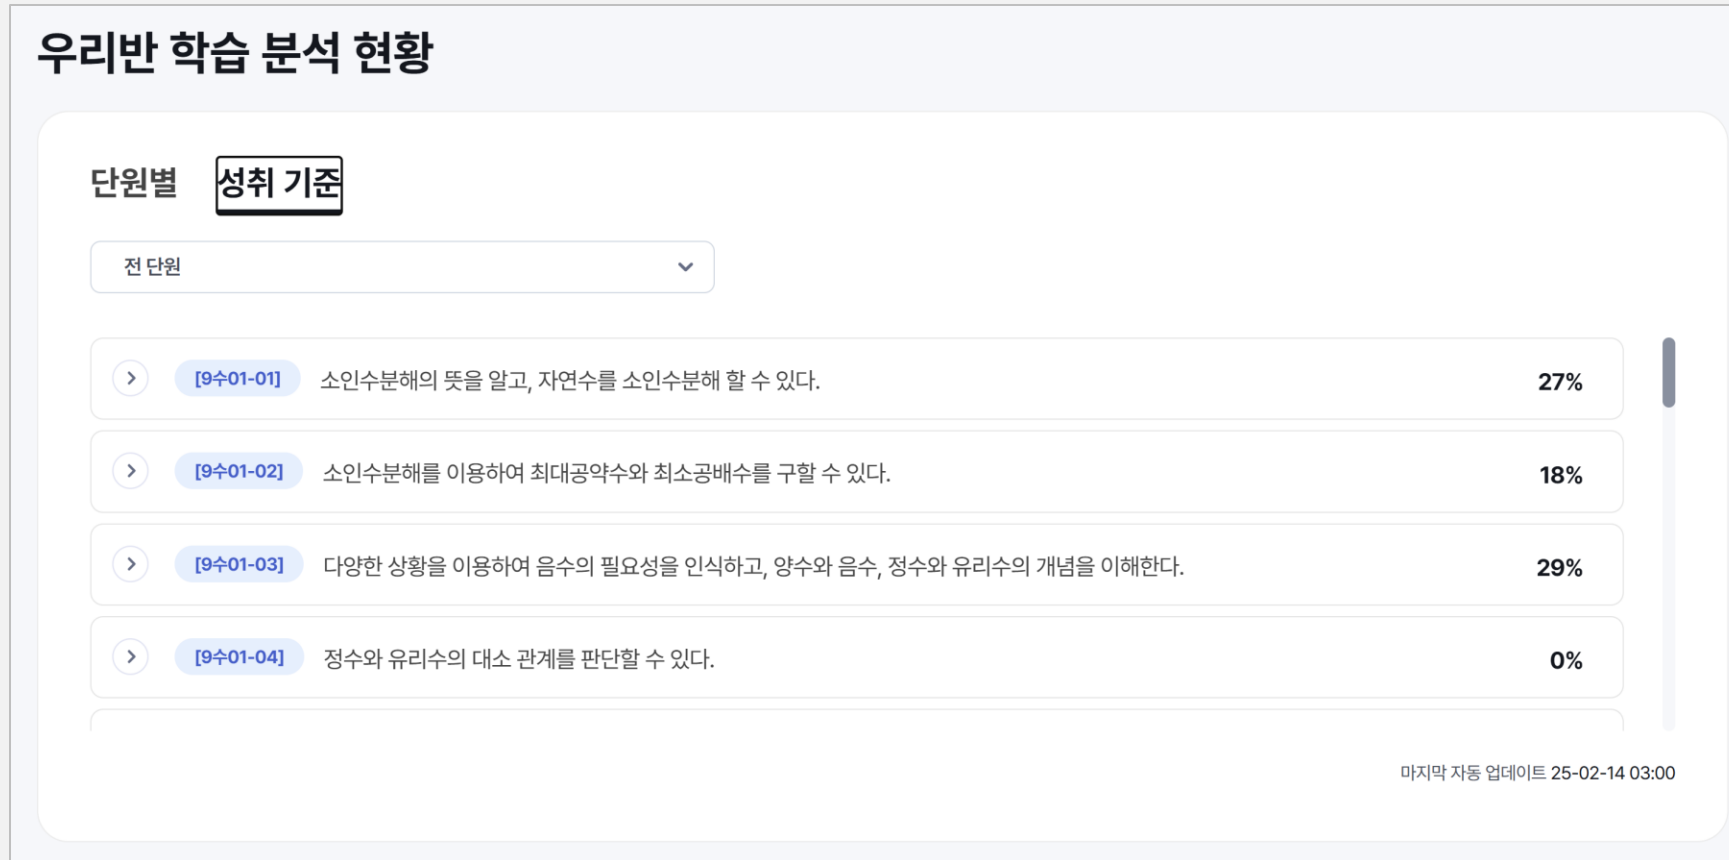 우리반 학습 분석 현황
단원별 성취 기준
전 단원
[9수01-01] 소인수분해의 뜻을 알고, 자연수를 소인수분해 할 수 있다. 27%
[9수01-02] 소인수분해를 이용하여 최대공약수와 최소공배수를 구할 수 있다. 18%
[9수01-03] 다양한 상황을 이용하여 음수의 필요성을 인식하고, 양수와 음수, 정수와 유리수의 개념을 이해한다. 29%
[9수01-04] 정수와 유리수의 대소 관계를 판단할 수 있다. 0%
마지막 자동 업데이트 25-02-14 03:00